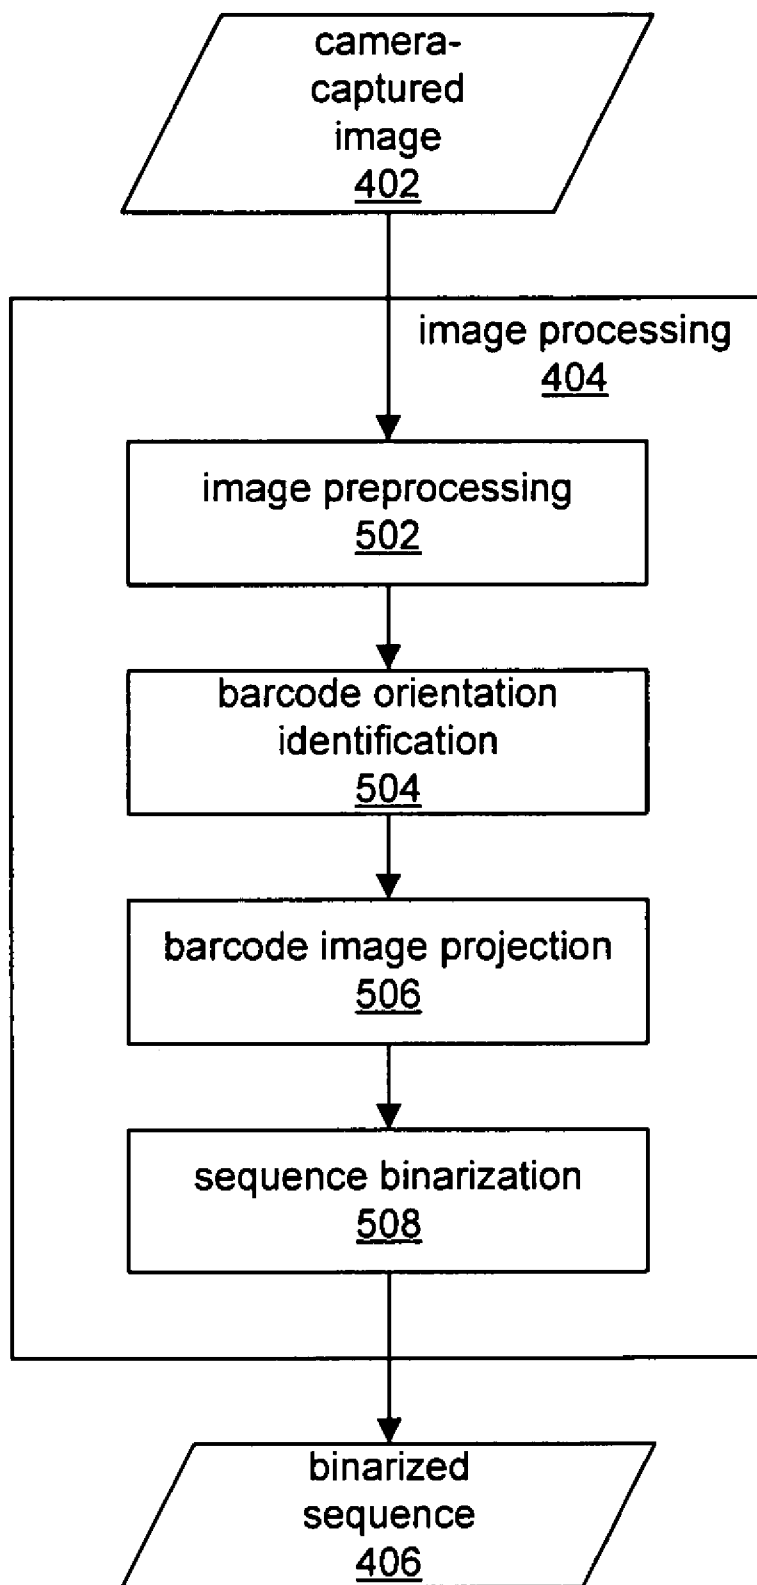 camera-
captured
image
402
image processing
404
image preprocessing
502
barcode orientation
identification
504
barcode image projection
506
sequence binarization
508
binarized
sequence
406